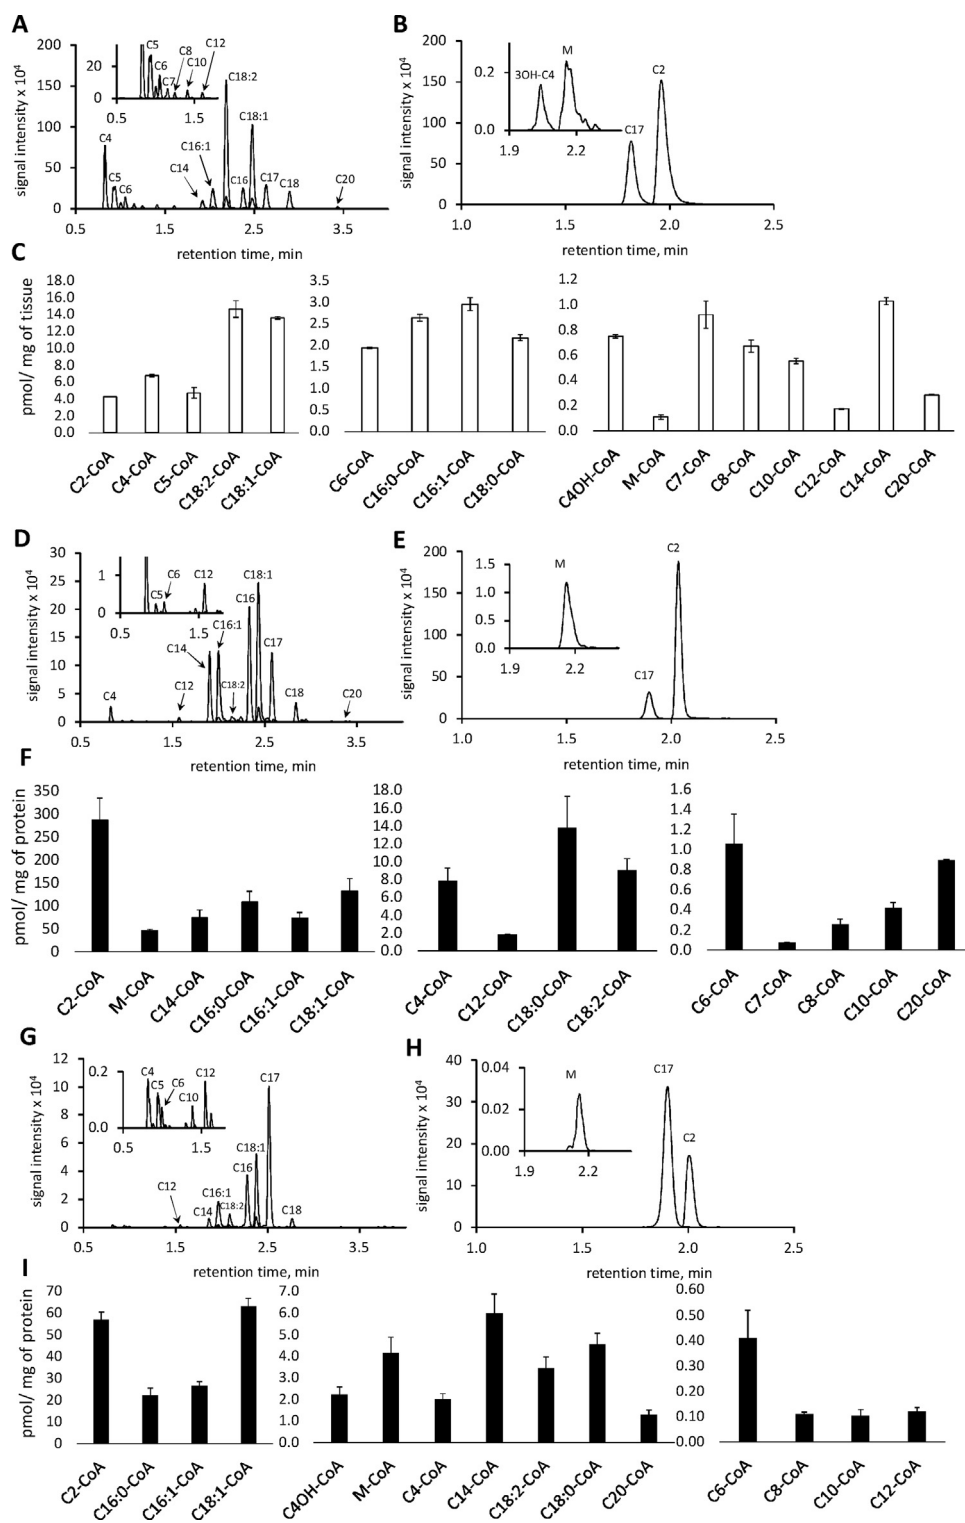 A
signal intensity x 10⁴
200
150
100
50
0
0.5
1.5
2.5
3.5
retention time, min
20
0
0.5
1.5
C5
C6
C7
C8
C10
C12
C4
C5
C6
C14
C16:1
C18:2
C16
C18:1
C17
C18
C20
B
signal intensity x 10⁴
200
150
100
50
0
1.0
1.5
2.0
2.5
retention time, min
0.2
0.0
1.9
2.2
3OH-C4
M
C17
C2
C
pmol/ mg of tissue
18.0
16.0
14.0
12.0
10.0
8.0
6.0
4.0
2.0
0.0
C2-CoA
C4-CoA
C5-CoA
C18:2-CoA
C18:1-CoA
3.5
3.0
2.5
2.0
1.5
1.0
0.5
0.0
C6-CoA
C16:0-CoA
C16:1-CoA
C18:0-CoA
1.2
1.0
0.8
0.6
0.4
0.2
0.0
C4OH-CoA
M-CoA
C7-CoA
C8-CoA
C10-CoA
C12-CoA
C14-CoA
C20-CoA
D
signal intensity x 10⁴
30
25
20
15
10
5
0
0.5
1.5
2.5
3.5
retention time, min
1
0
0.5
1.5
C5
C6
C12
C4
C12
C14
C16:1
C18:2
C16
C18:1
C17
C18
C20
E
signal intensity x 10⁴
200
150
100
50
0
1.0
1.5
2.0
2.5
retention time, min
1.5
1.0
0.5
0.0
1.9
2.2
M
C17
C2
F
pmol/ mg of protein
350
300
250
200
150
100
50
0
C2-CoA
M-CoA
C14-CoA
C16:0-CoA
C16:1-CoA
C18:1-CoA
18.0
16.0
14.0
12.0
10.0
8.0
6.0
4.0
2.0
0.0
C4-CoA
C12-CoA
C18:0-CoA
C18:2-CoA
1.6
1.4
1.2
1.0
0.8
0.6
0.4
0.2
0.0
C6-CoA
C7-CoA
C8-CoA
C10-CoA
C20-CoA
G
signal intensity x 10⁴
12
10
8
6
4
2
0
0.5
1.5
2.5
3.5
retention time, min
0.2
0.0
0.5
1.5
C4
C5
C6
C10
C12
C12
C14
C16:1
C18:2
C16
C18:1
C17
C18
H
signal intensity x 10⁴
40
30
20
10
0
1.0
1.5
2.0
2.5
retention time, min
0.04
0.02
0.00
1.9
2.2
M
C17
C2
I
pmol/ mg of protein
70
60
50
40
30
20
10
0
C2-CoA
C16:0-CoA
C16:1-CoA
C18:1-CoA
7.0
6.0
5.0
4.0
3.0
2.0
1.0
0.0
C4OH-CoA
M-CoA
C4-CoA
C14-CoA
C18:2-CoA
C18:0-CoA
C20-CoA
0.60
0.50
0.40
0.30
0.20
0.10
0.00
C6-CoA
C8-CoA
C10-CoA
C12-CoA